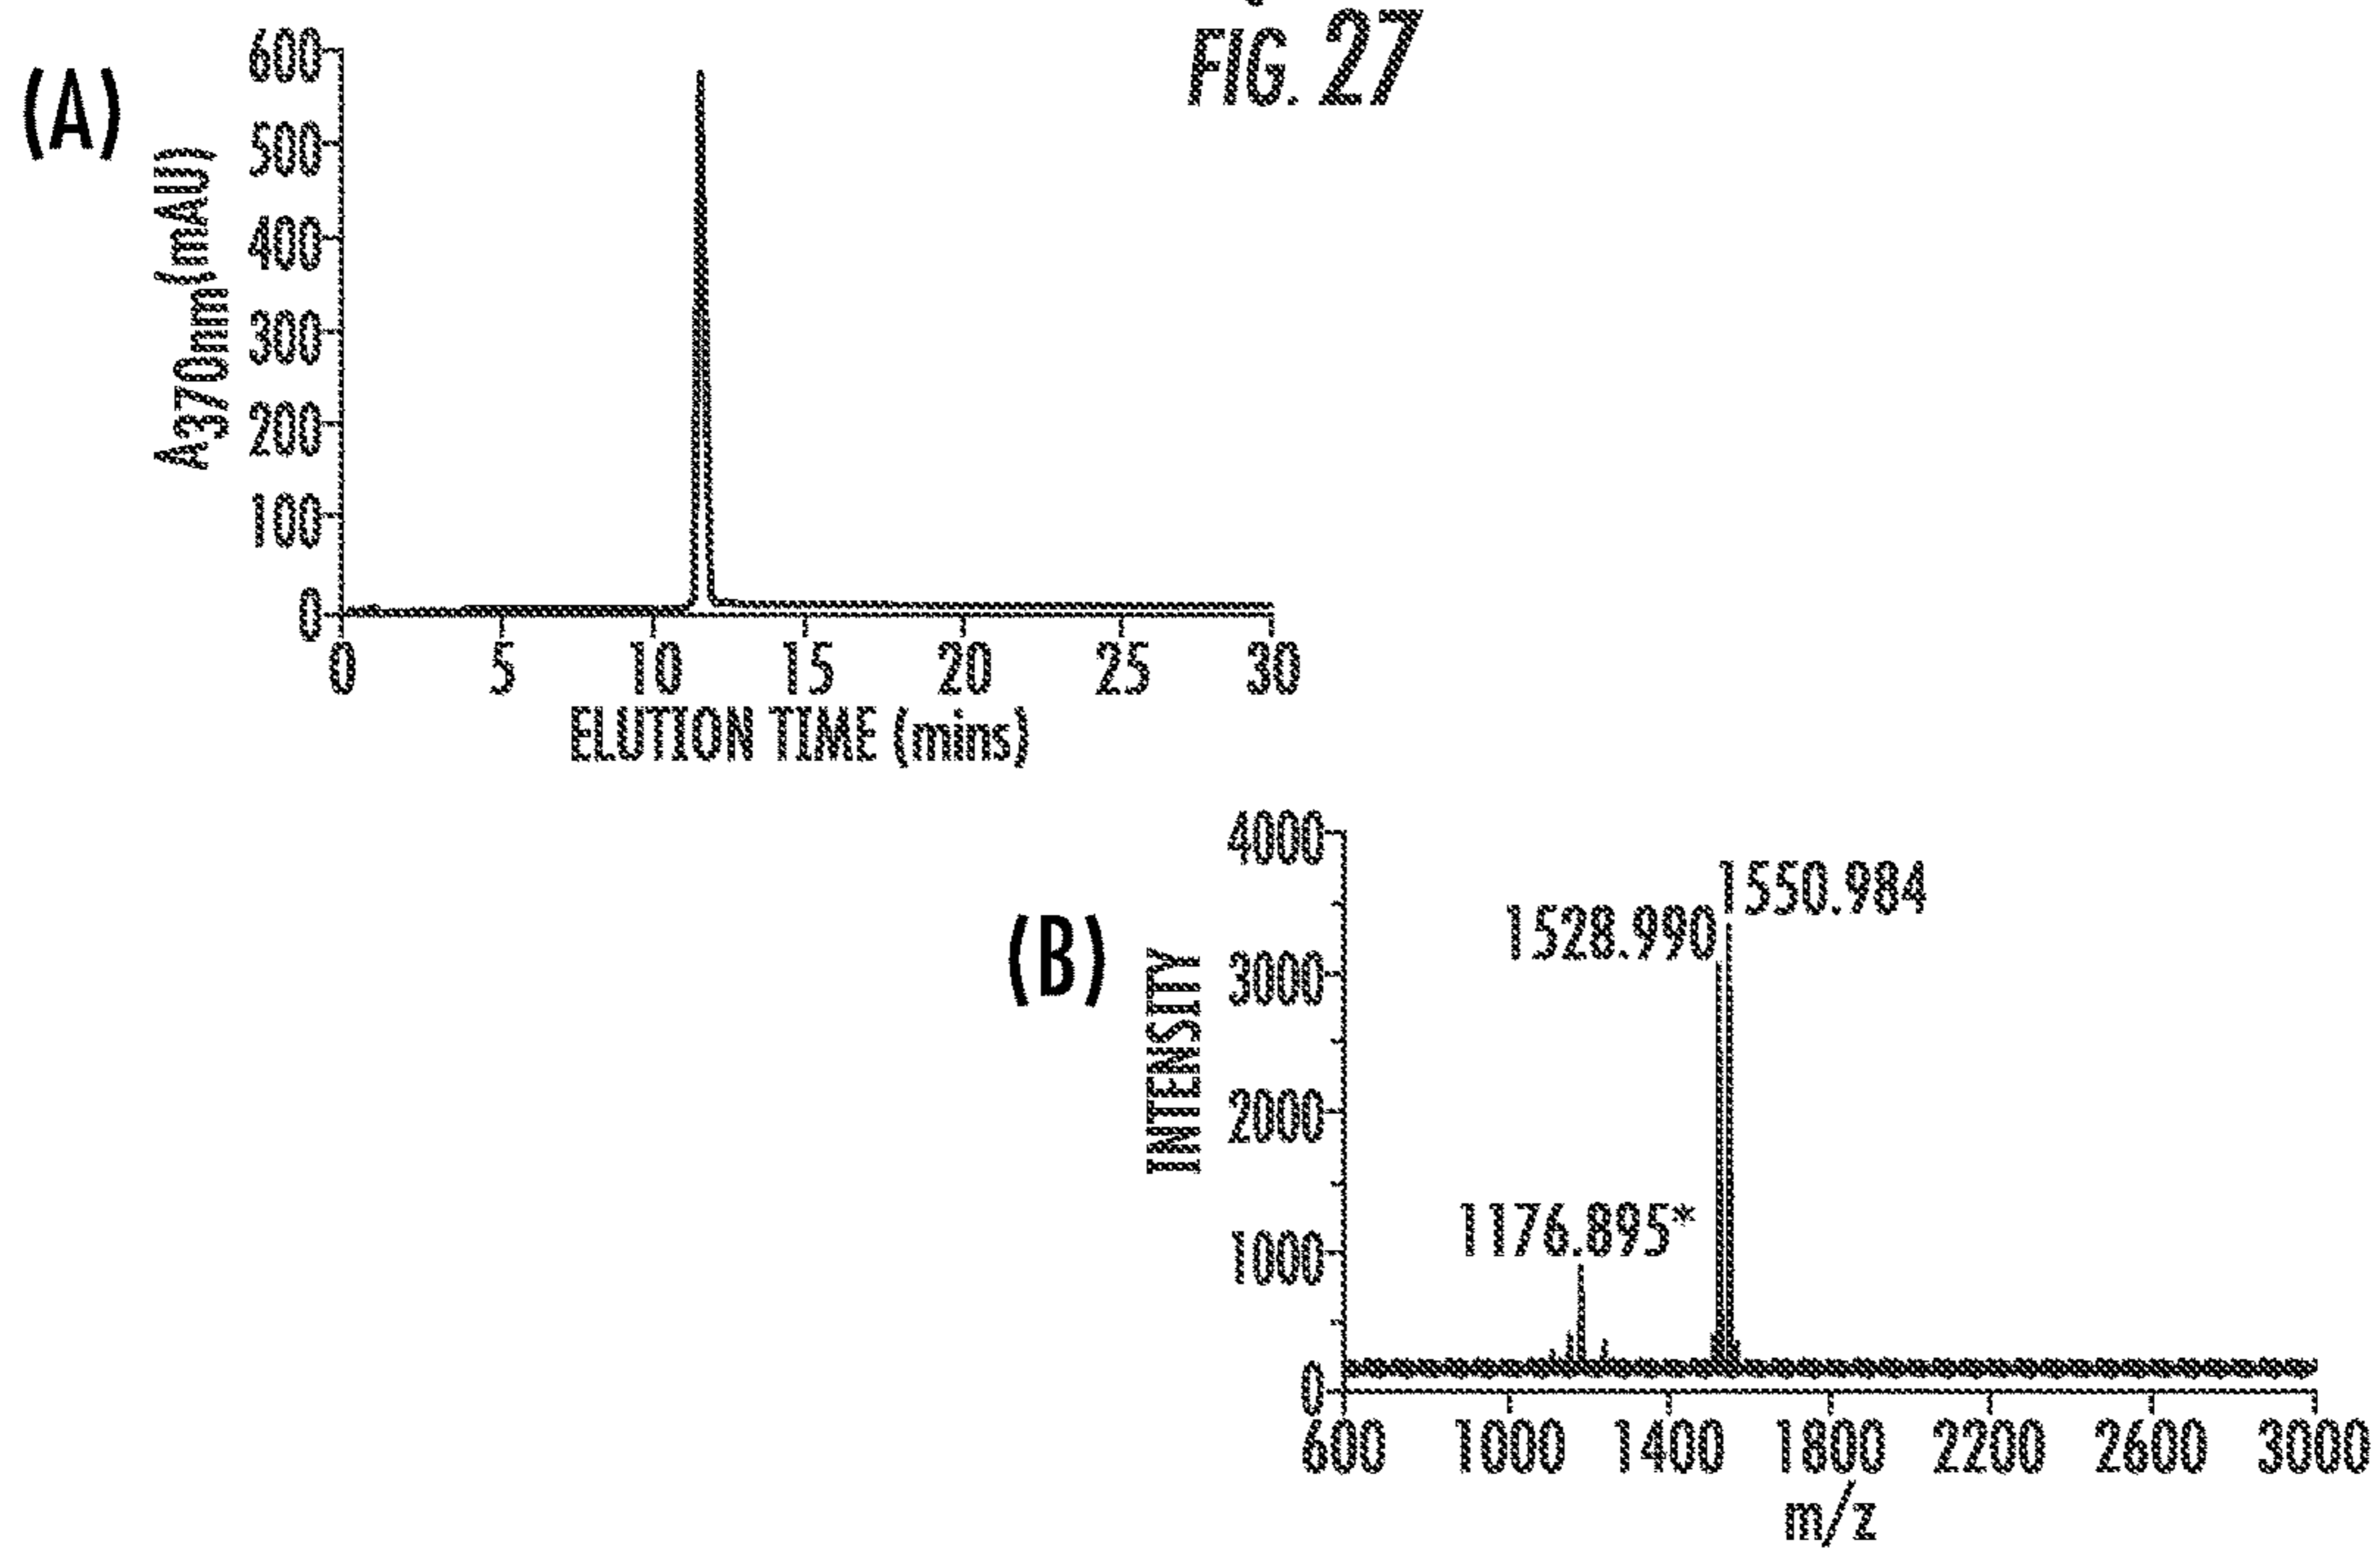 FIG. 27
(A)
A370nm(mAU)
600
500
400
300
200
100
0
0 5 10 15 20 25 30
ELUTION TIME (mins)
(B)
INTENSITY
4000
3000
2000
1000
0
1550.984
1528.990
1176.895*
600 1000 1400 1800 2200 2600 3000
m/z